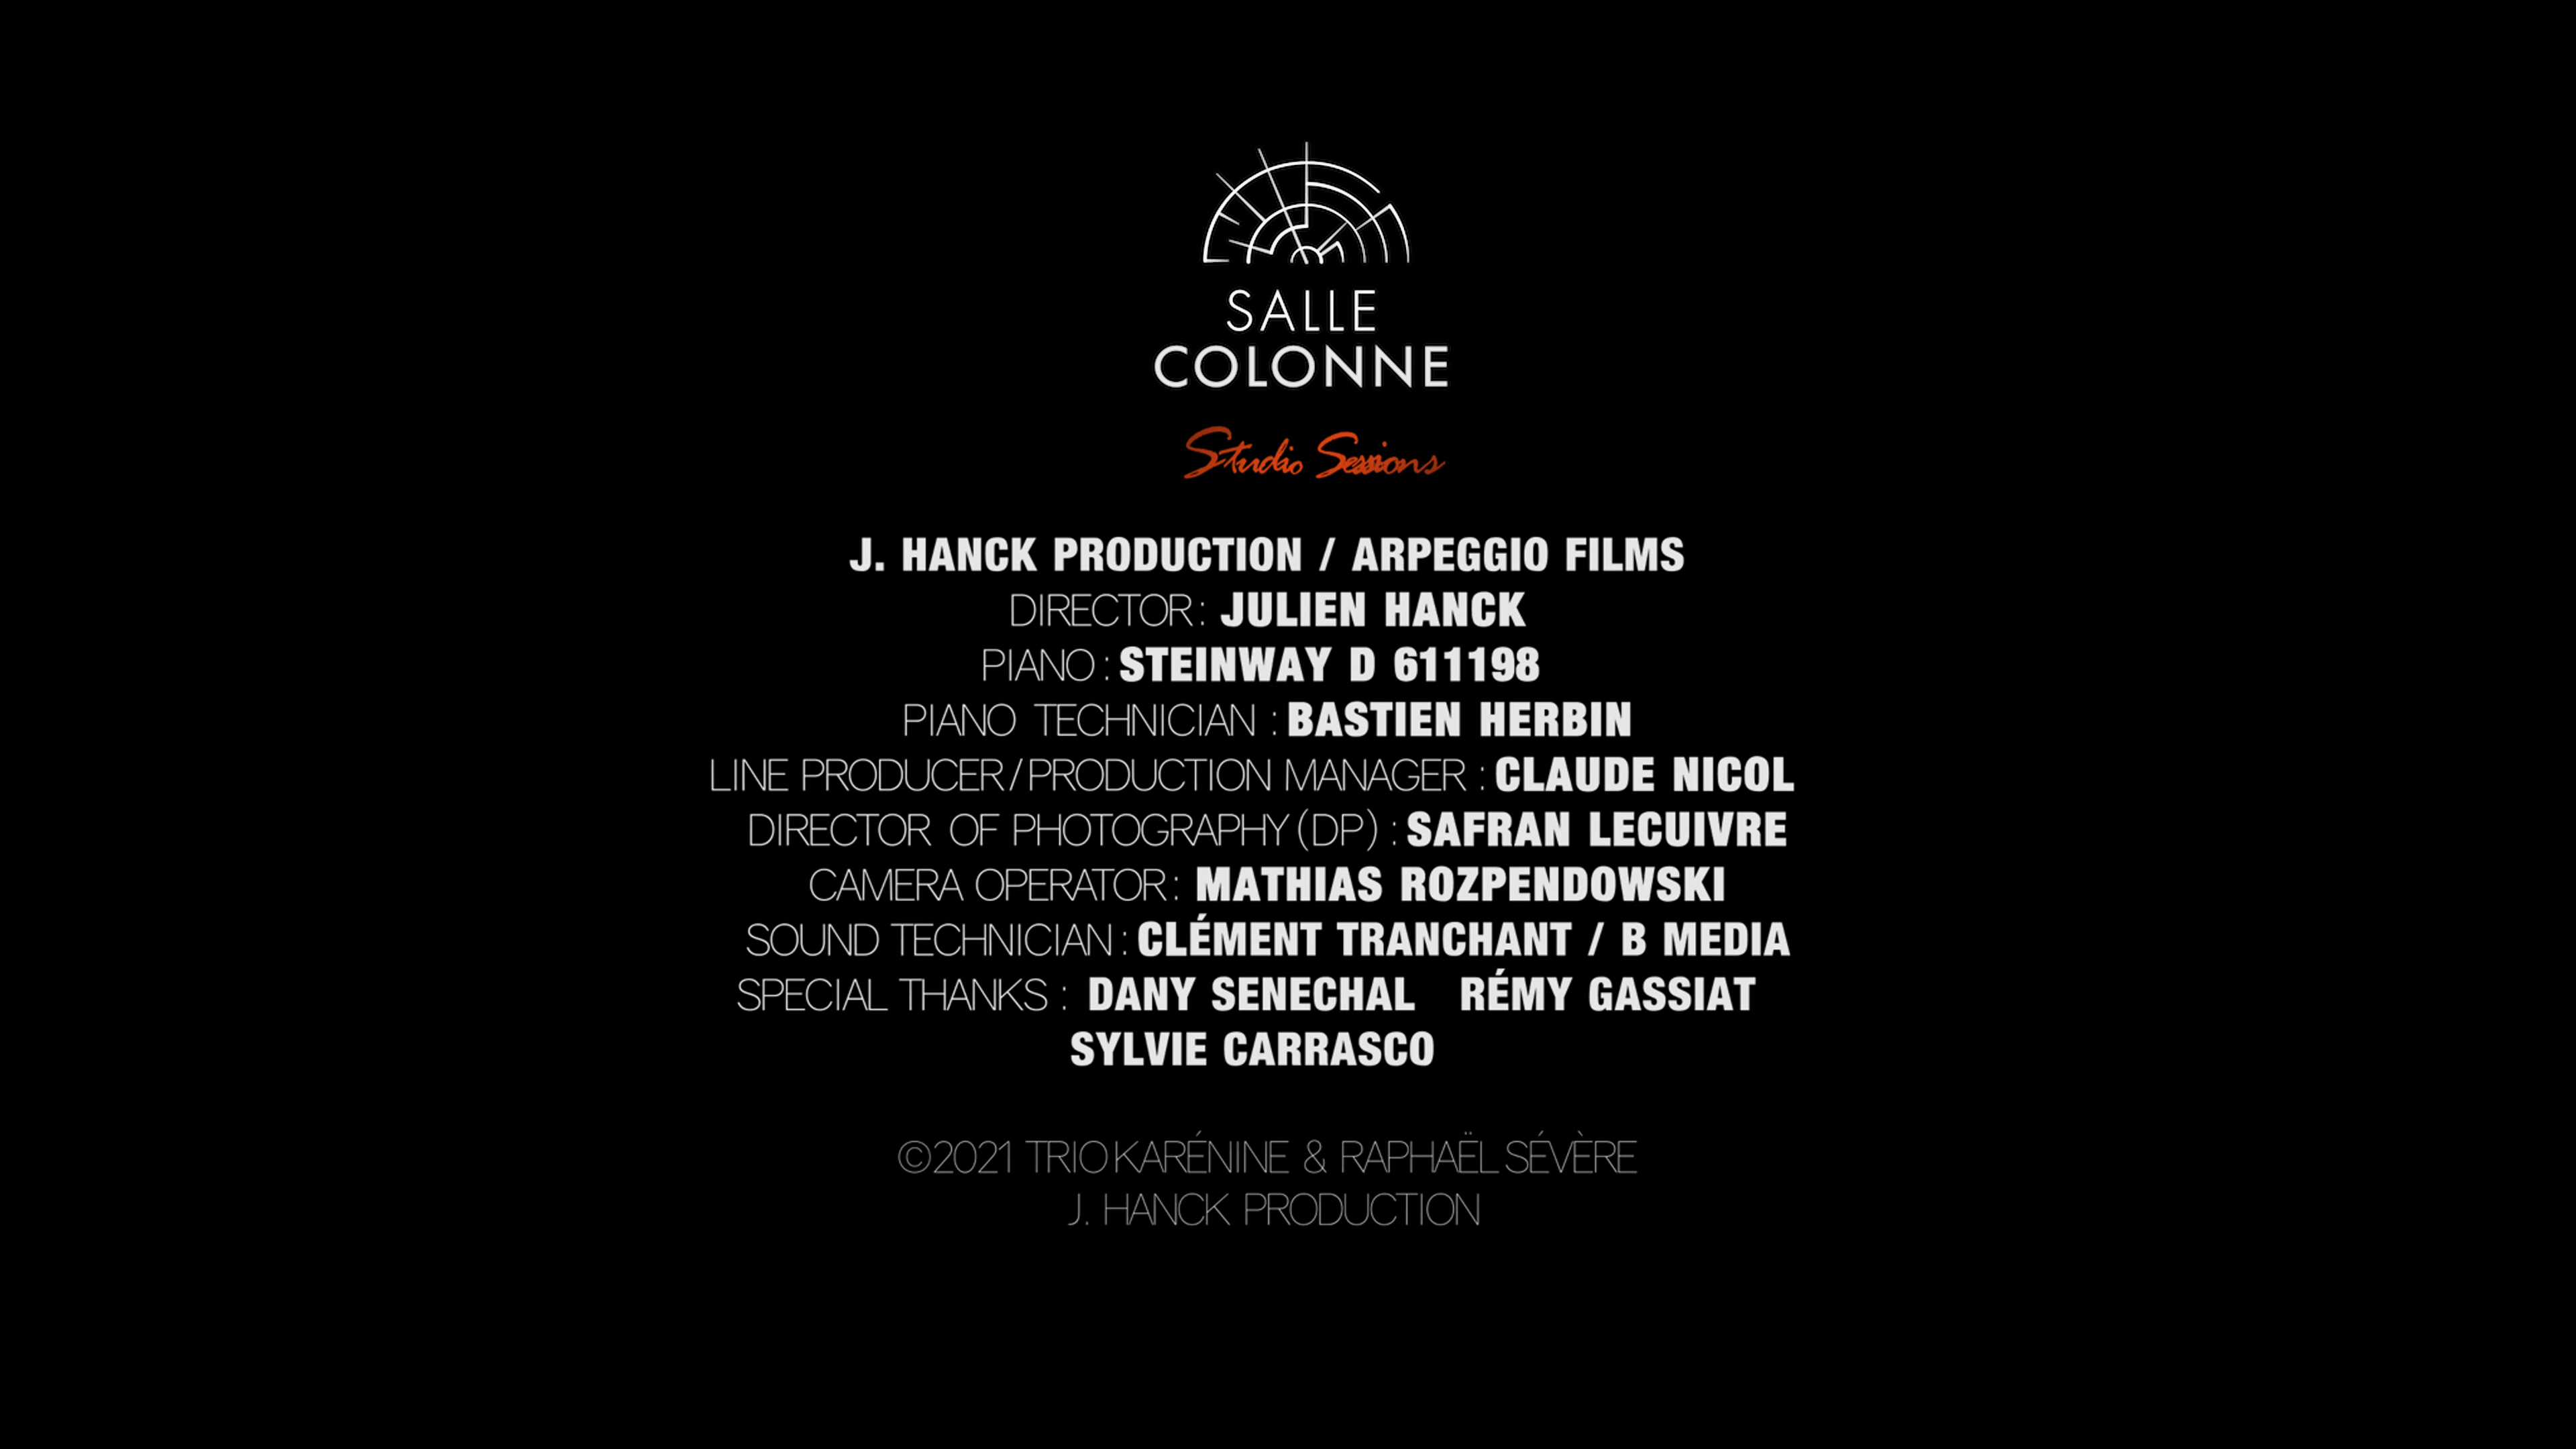 SALLE
COLONNE
Studio Sessions
J. HANCK PRODUCTION / ARPEGGIO FILMS
DIRECTOR : JULIEN HANCK
PIANO : STEINWAY D 611198
PIANO TECHNICIAN : BASTIEN HERBIN
LINE PRODUCER/PRODUCTION MANAGER : CLAUDE NICOL
DIRECTOR OF PHOTOGRAPHY (DP) : SAFRAN LECUIVRE
CAMERA OPERATOR : MATHIAS ROZPENDOWSKI
SOUND TECHNICIAN : CLÉMENT TRANCHANT / B MEDIA
SPECIAL THANKS : DANY SENECHAL RÉMY GASSIAT
SYLVIE CARRASCO
©2021 TRIO KARÉNINE & RAPHAËL SÉVÈRE
J. HANCK PRODUCTION